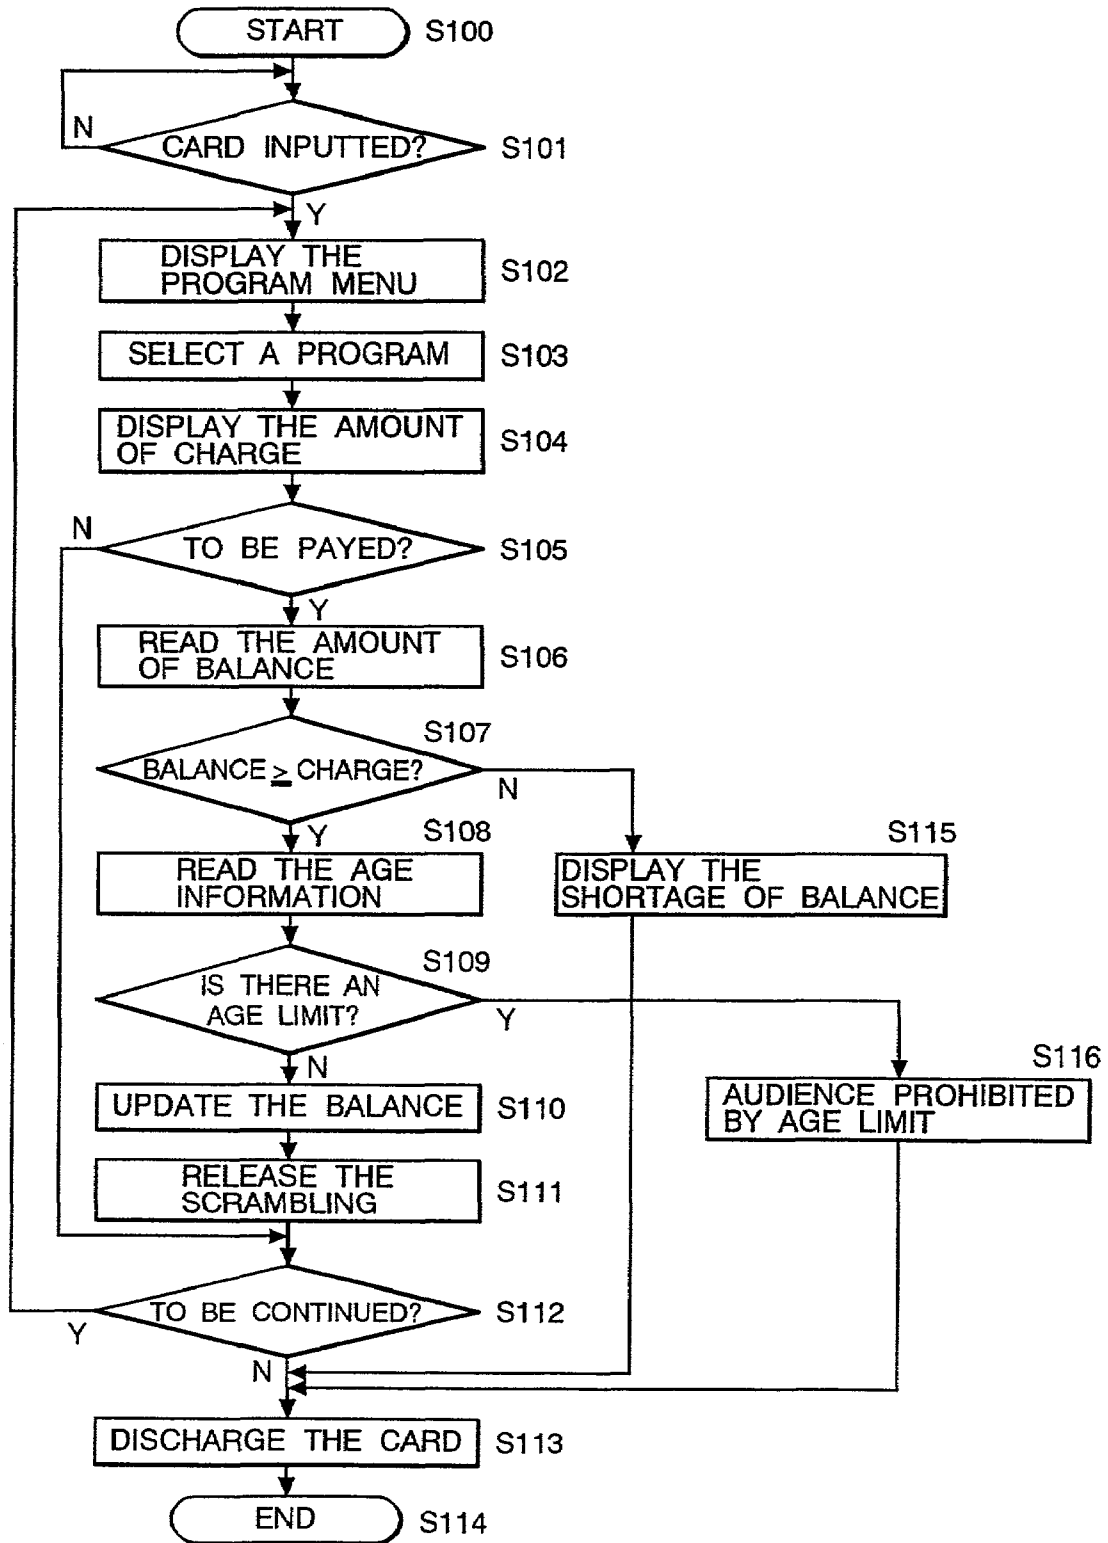 START S100
N
CARD INPUTTED? S101
Y
DISPLAY THE
PROGRAM MENU S102
SELECT A PROGRAM S103
DISPLAY THE AMOUNT
OF CHARGE S104
N
TO BE PAYED? S105
Y
READ THE AMOUNT
OF BALANCE S106
S107
BALANCE ≥ CHARGE?
N
Y
S108
READ THE AGE
INFORMATION
S115
DISPLAY THE
SHORTAGE OF BALANCE
S109
IS THERE AN
AGE LIMIT?
Y
N
S116
AUDIENCE PROHIBITED
BY AGE LIMIT
UPDATE THE BALANCE S110
RELEASE THE
SCRAMBLING S111
TO BE CONTINUED? S112
Y
N
DISCHARGE THE CARD S113
END S114